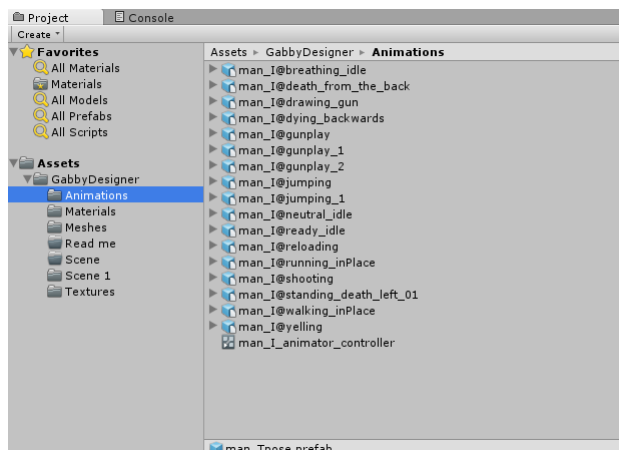 Project
Console
Create
Favorites
All Materials
Materials
All Models
All Prefabs
All Scripts
Assets
GabbyDesigner
Animations
Materials
Meshes
Read me
Scene
Scene 1
Textures
Assets GabbyDesigner Animations
man_I@breathing_idle
man_I@death_from_the_back
man_I@drawing_gun
man_I@dying_backwards
man_I@gunplay
man_I@gunplay_1
man_I@gunplay_2
man_I@jumping
man_I@jumping_1
man_I@neutral_idle
man_I@ready_idle
man_I@reloading
man_I@running_inPlace
man_I@shooting
man_I@standing_death_left_01
man_I@walking_inPlace
man_I@yelling
man_I_animator_controller
man_Tpose.prefab